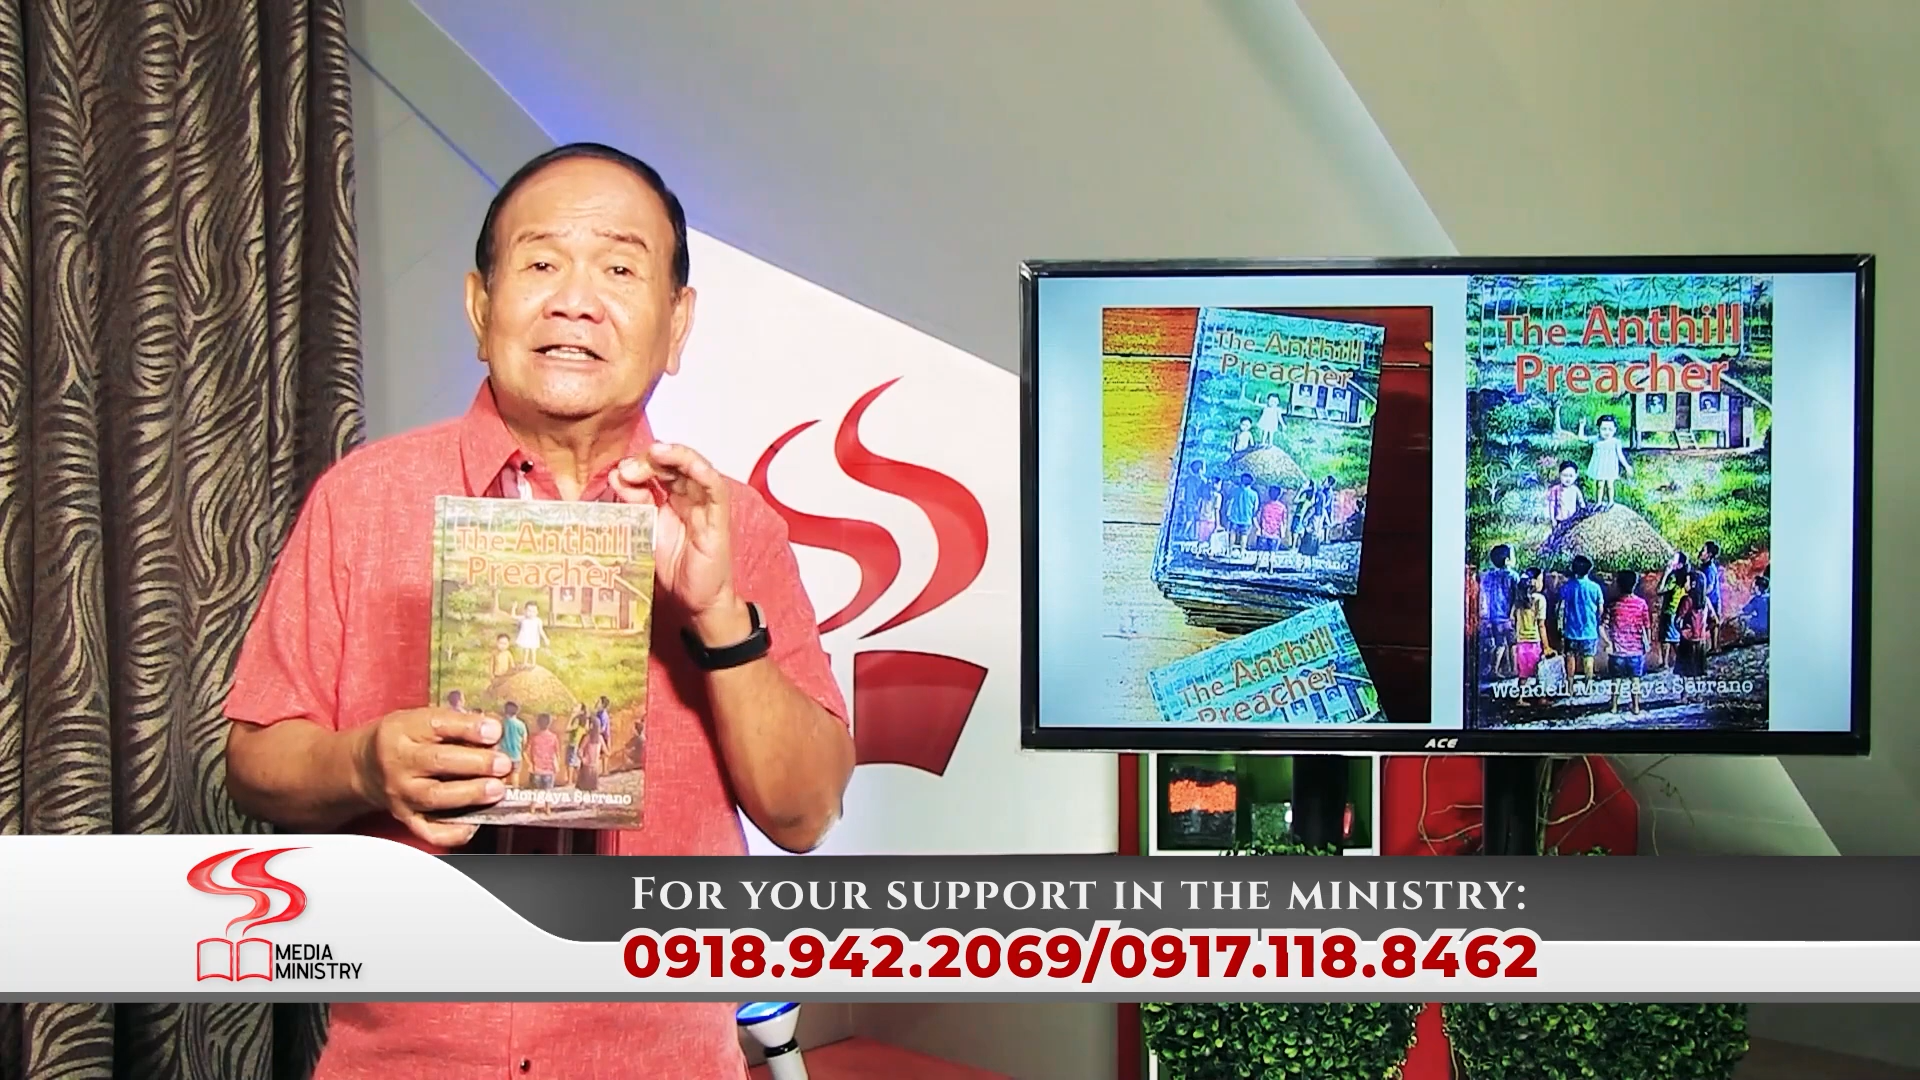 The Anthill
Preacher
Mongaya Serrano
The Anthill
Preacher
The Anthill
Preacher
The Anthill
Preacher
Wendell Mongaya Serrano
ACE
FOR YOUR SUPPORT IN THE MINISTRY:
0918.942.2069/0917.118.8462
MEDIA
MINISTRY